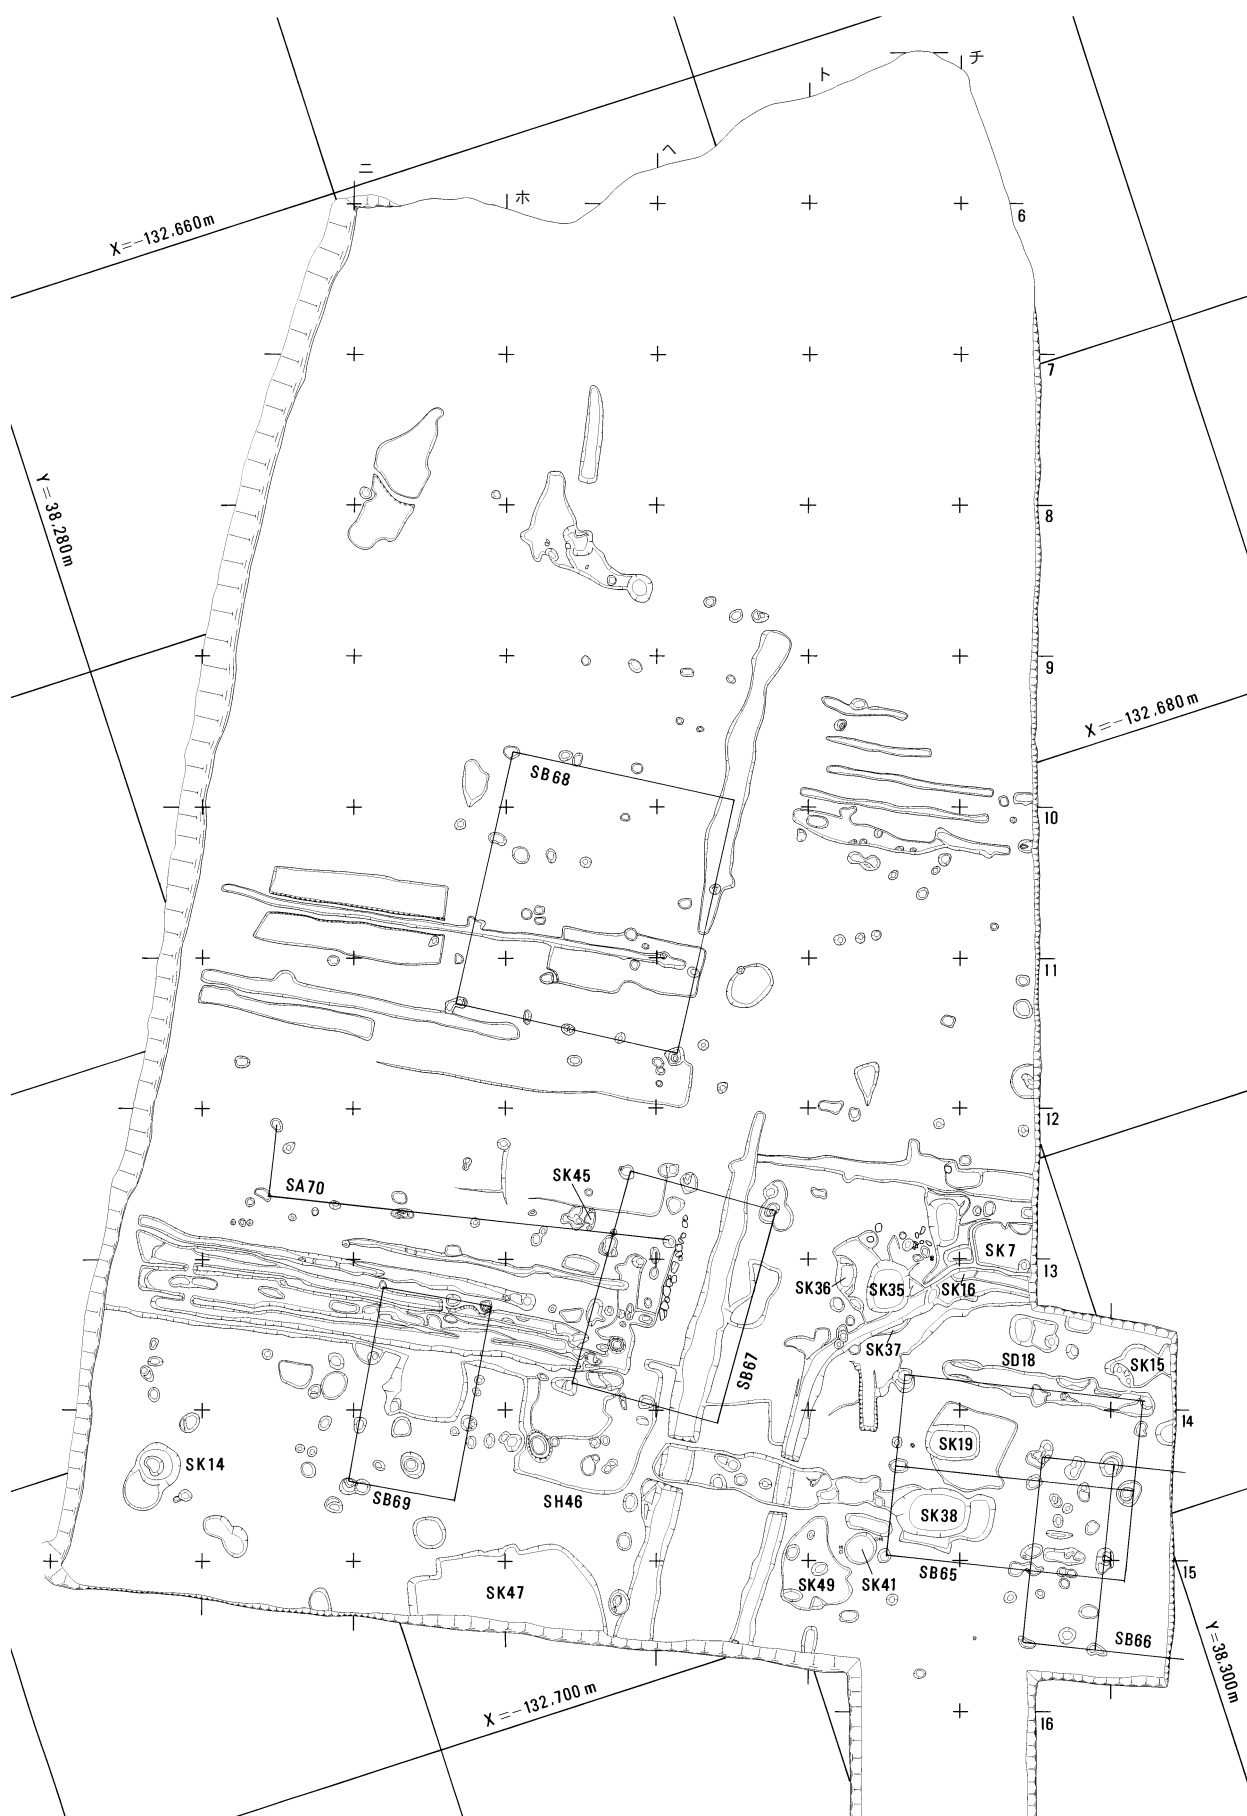 チ
ト
ヘ
ニ
ホ
6
X=-132,660m
7
Y=38,280m
8
9
X=-132,680m
SB68
10
11
12
SK45
SA70
SK7
13
SK36
SK35
SK16
SK37
SD18
SK15
SB67
14
SK19
SK14
SB69
SH46
SK38
15
SK47
SK49
SK41
SB65
SB66
Y=38,300m
X=-132,700m
16